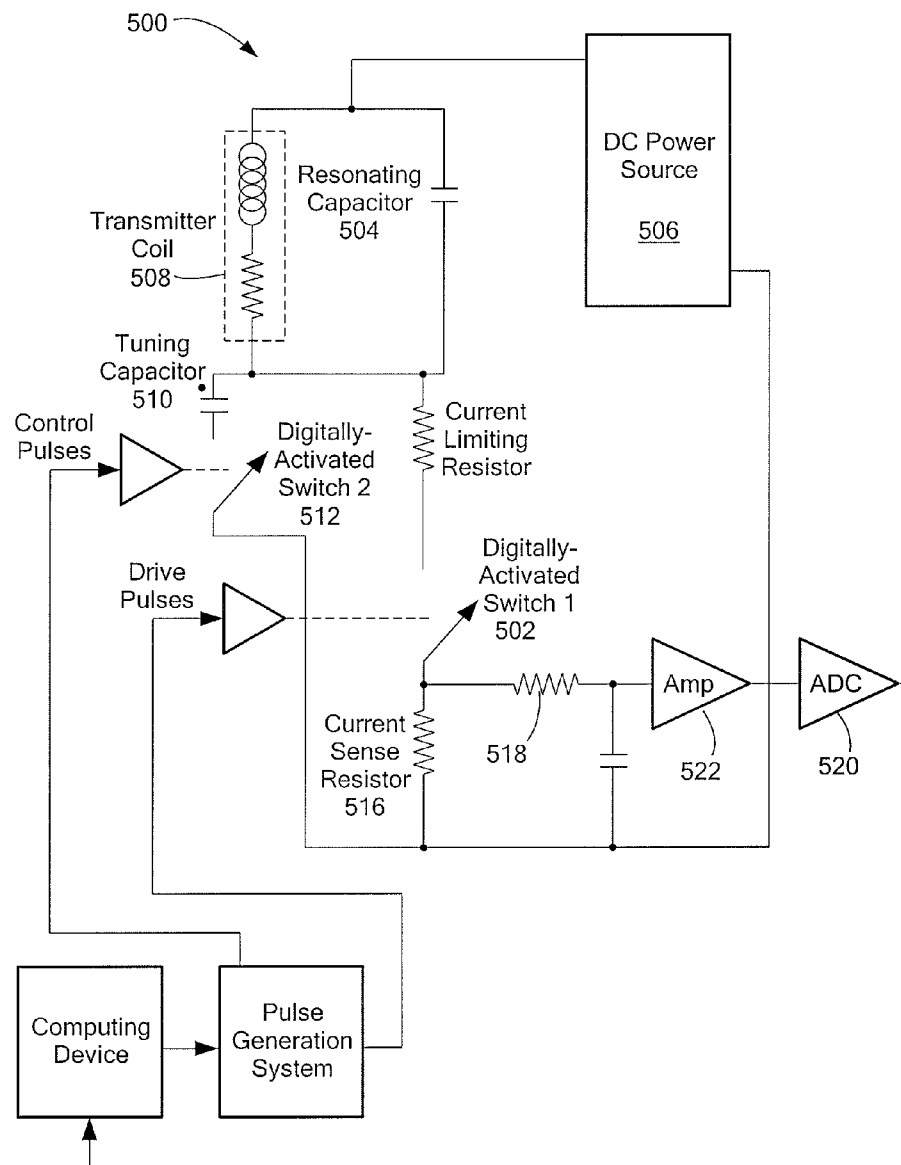 500
DC Power
Source
506
Resonating
Capacitor
504
Transmitter
Coil
508
Tuning
Capacitor
510
Control
Pulses
Digitally-
Activated
Switch 2
512
Current
Limiting
Resistor
Drive
Pulses
Digitally-
Activated
Switch 1
502
Amp
522
ADC
520
518
Current
Sense
Resistor
516
Computing
Device
Pulse
Generation
System